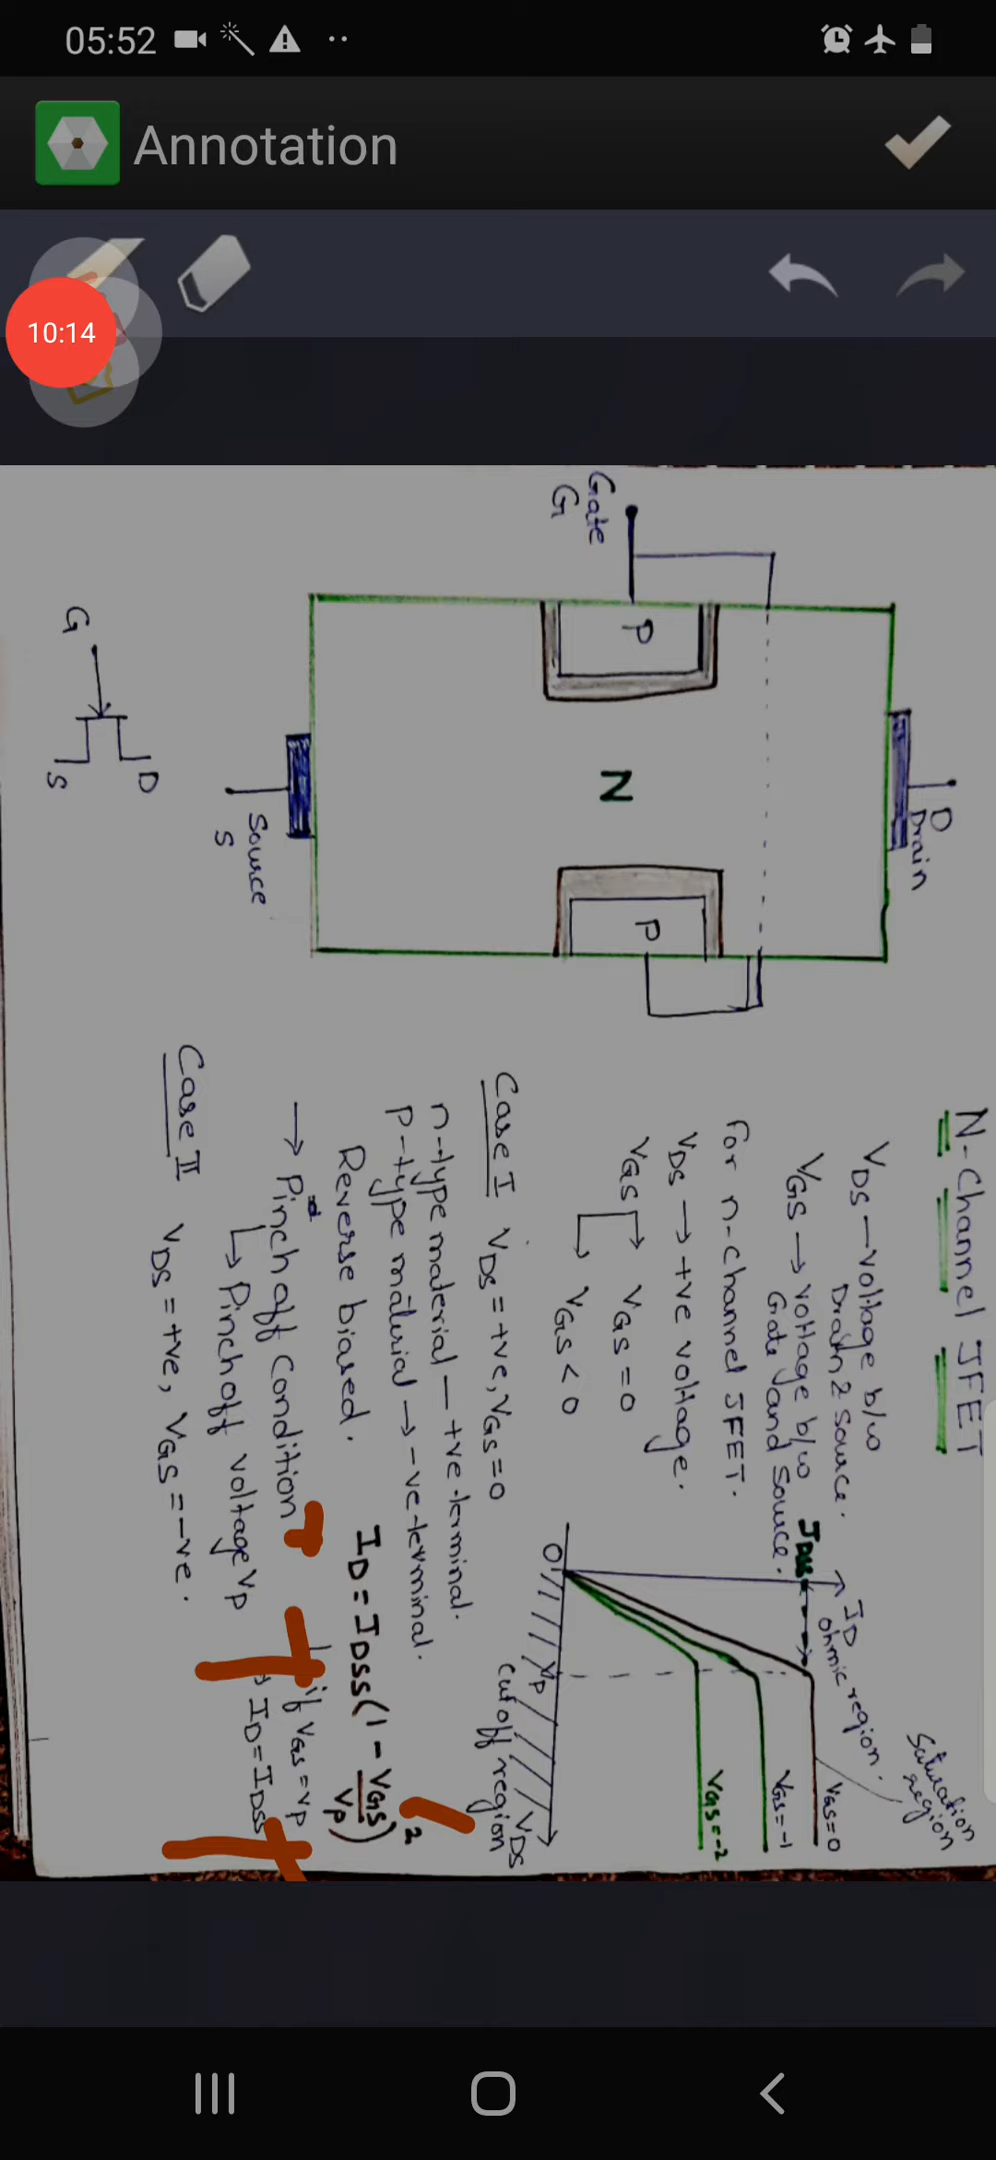 05:52
Annotation
10:14
N-Channel JFET
VDS—voltage b/w
Drain & Source.
VGS → voltage b/w
Gate and Source.
for n-channel JFET.
VDS → +ve voltage.
VGS → VGS = 0
→ VGS < 0
Case I VDS = +ve, VGS = 0
n-type material — +ve terminal.
P-type material → -ve terminal.
Reverse biased.
→ Pinch off Condition
↳ Pinch off voltage VP
Case II VDS = +ve, VGS = -ve.
D
Drain
Gate
G
P
N
P
Source
S
G
D
S
Saturation
region
ID
ohmic region.
IDSS
VGS=0
VGS=-1
VGS=-2
O
VP
VDS
Cut off region
ID = IDSS(1 - VGS/VP)²
if VGS = VP
ID = IDSS